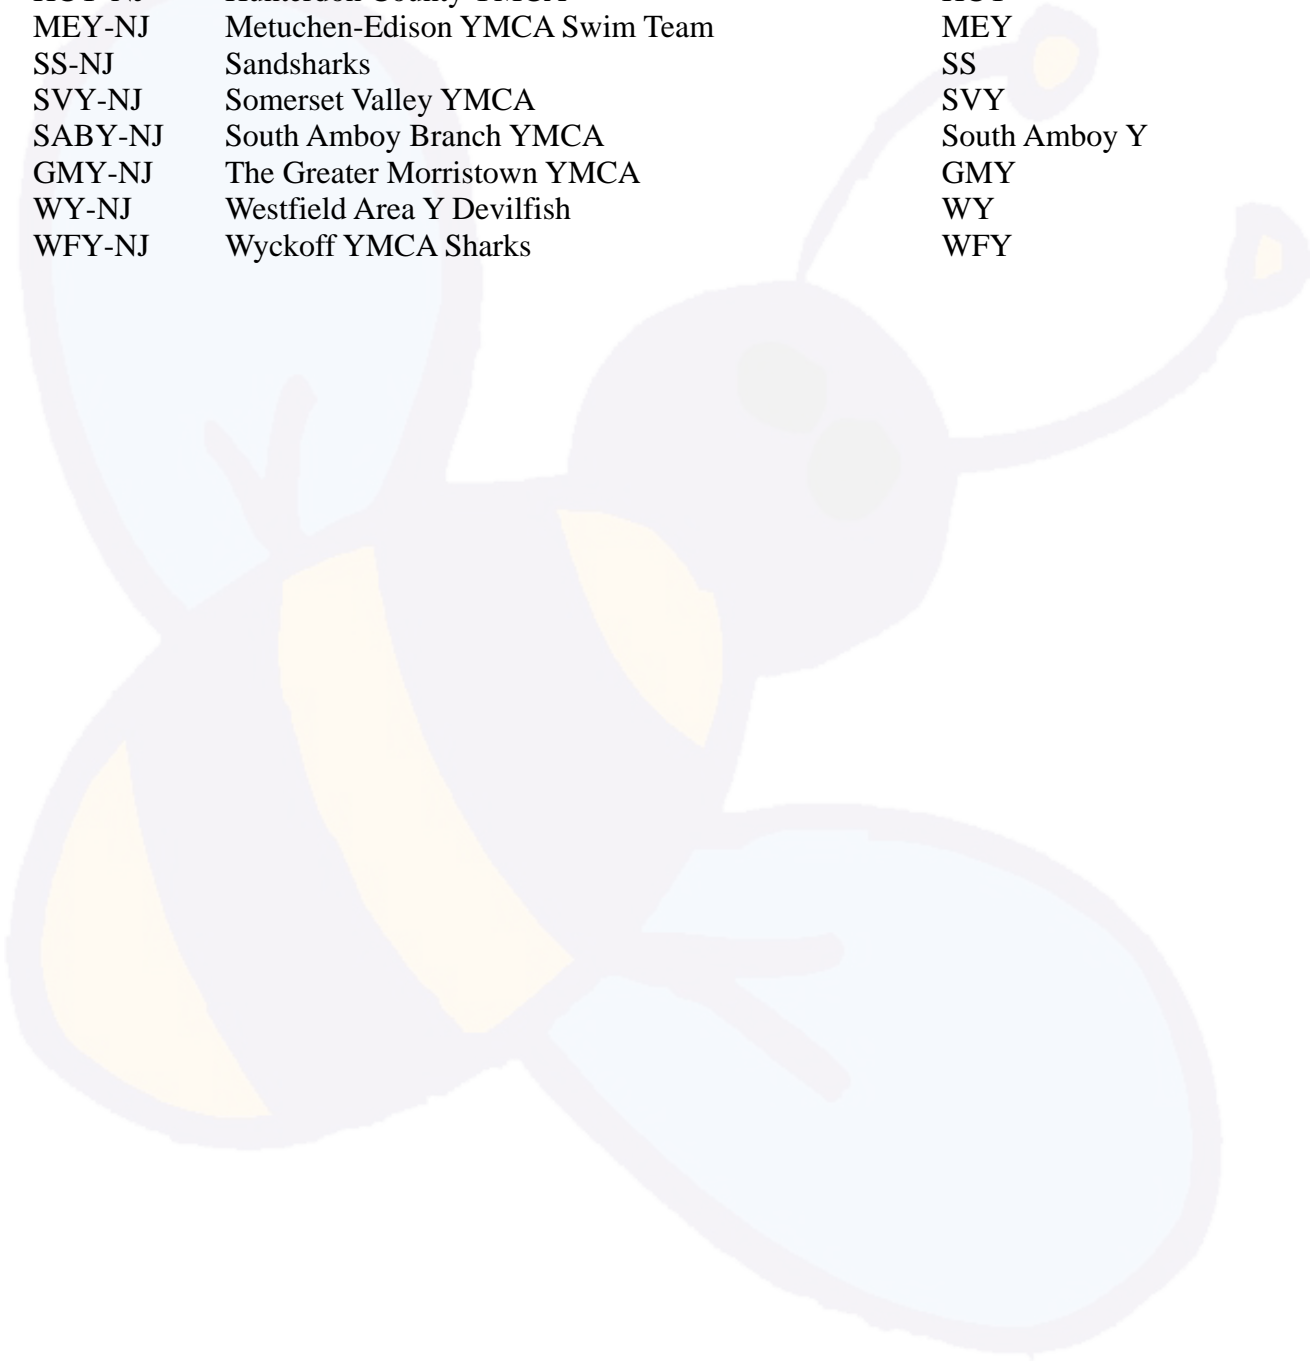 MEY-NJ Metuchen-Edison YMCA Swim Team MEY
SS-NJ Sandsharks SS
SVY-NJ Somerset Valley YMCA SVY
SABY-NJ South Amboy Branch YMCA South Amboy Y
GMY-NJ The Greater Morristown YMCA GMY
WY-NJ Westfield Area Y Devilfish WY
WFY-NJ Wyckoff YMCA Sharks WFY